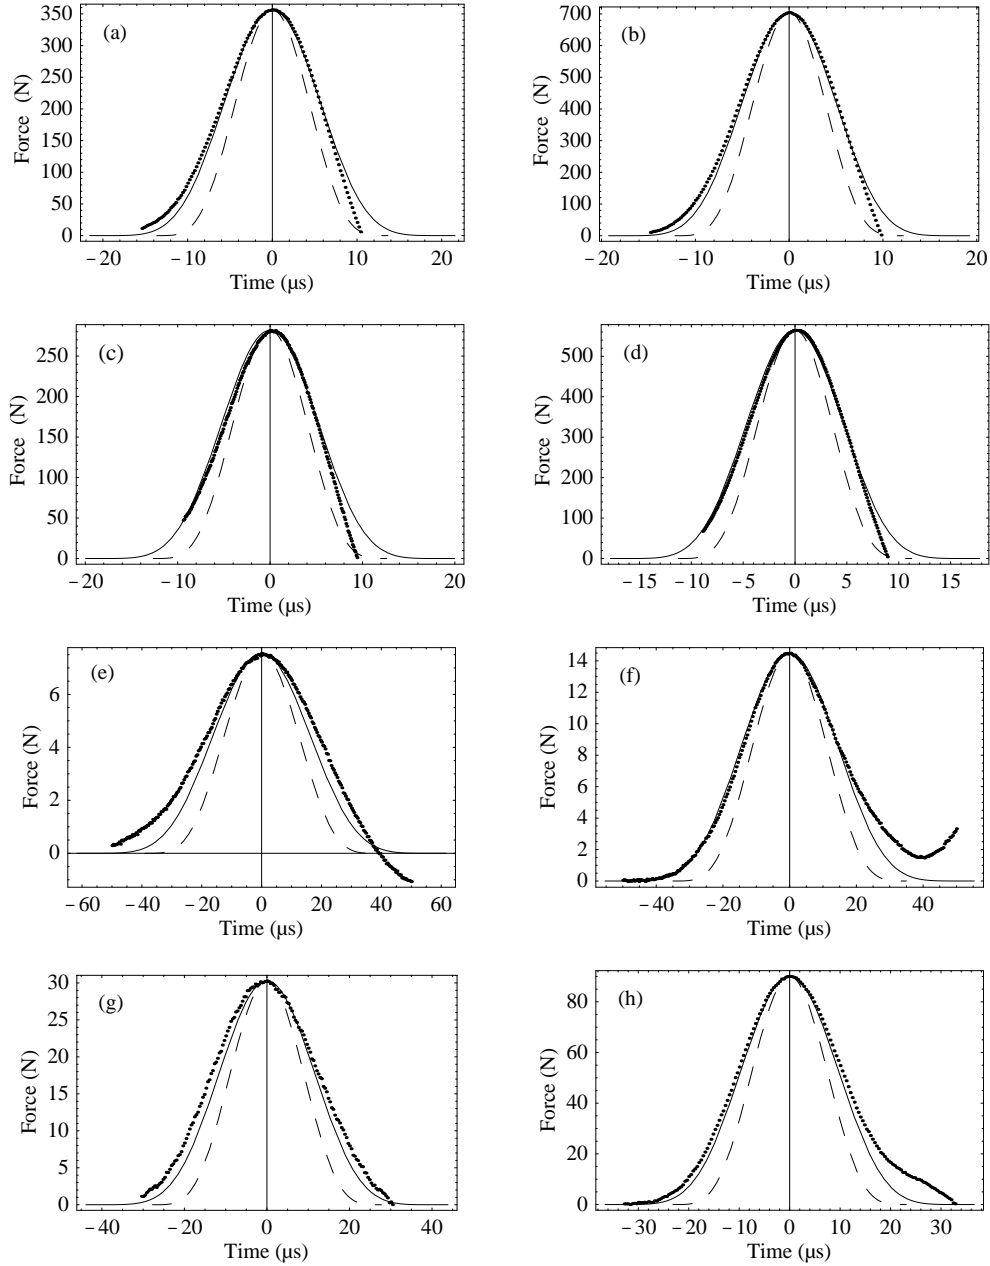 (a)
Force (N)
350
300
250
200
150
100
50
0
−20 −10 0 10 20
Time (μs)
(b)
Force (N)
700
600
500
400
300
200
100
0
−20 −10 0 10 20
Time (μs)
(c)
Force (N)
250
200
150
100
50
0
−20 −10 0 10 20
Time (μs)
(d)
Force (N)
500
400
300
200
100
0
−15 −10 −5 0 5 10 15
Time (μs)
(e)
Force (N)
6
4
2
0
−60 −40 −20 0 20 40 60
Time (μs)
(f)
Force (N)
14
12
10
8
6
4
2
0
−40 −20 0 20 40
Time (μs)
(g)
Force (N)
30
25
20
15
10
5
0
−40 −20 0 20 40
Time (μs)
(h)
Force (N)
80
60
40
20
0
−30 −20 −10 0 10 20 30
Time (μs)